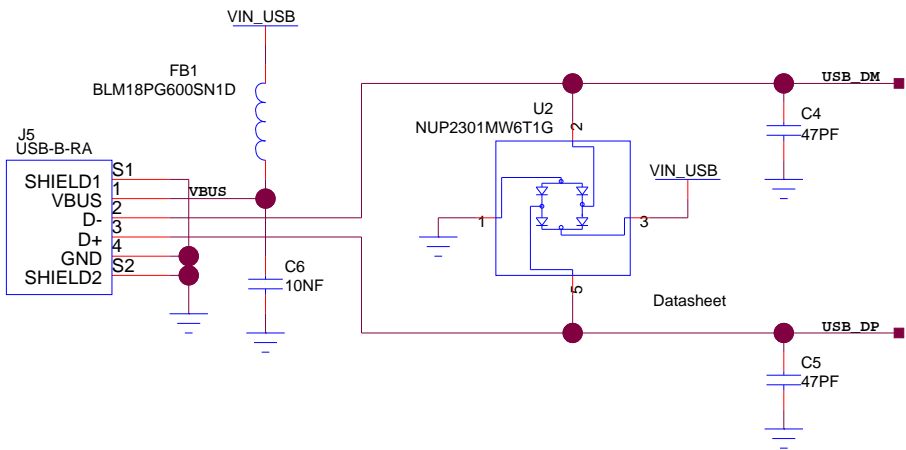 VIN_USB
FB1
BLM18PG600SN1D
USB_DM
U2
NUP2301MW6T1G
2
C4
47PF
J5
USB-B-RA
SHIELD1
S1
VBUS
1
VBUS
D-
2
D+
3
GND
4
SHIELD2
S2
VIN_USB
1
3
C6
10NF
5
Datasheet
USB_DP
C5
47PF